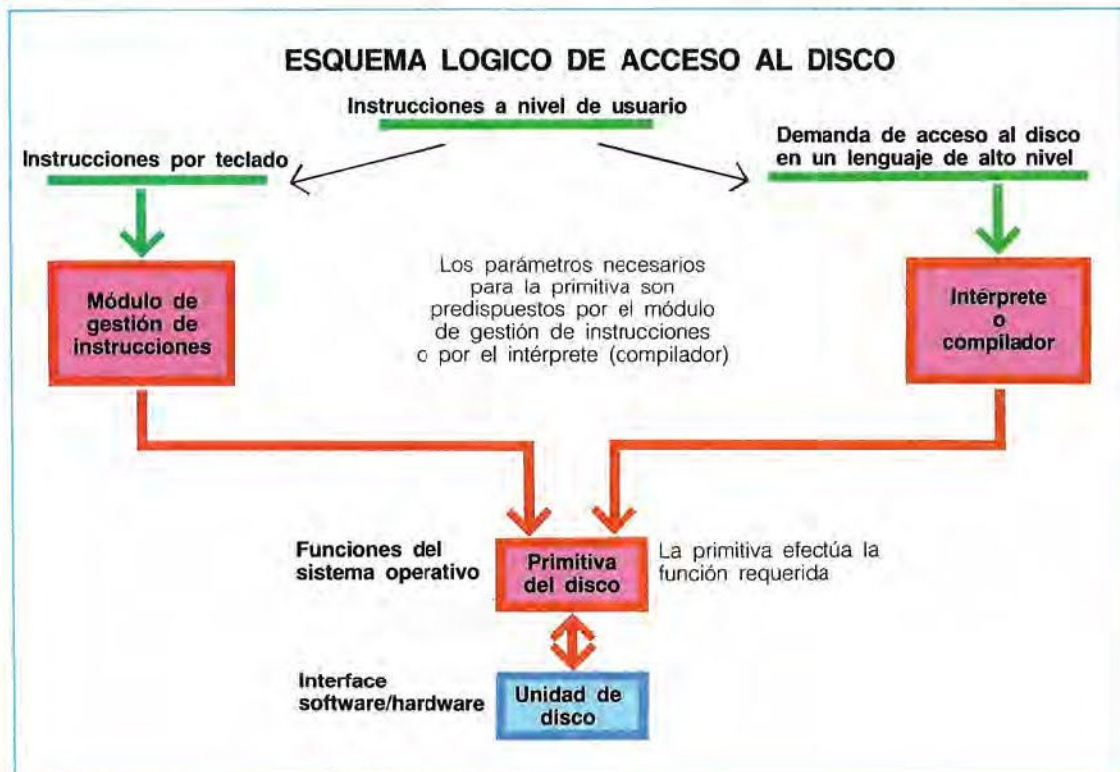 ESQUEMA LOGICO DE ACCESO AL DISCO
Instrucciones a nivel de usuario
Instrucciones por teclado
Demanda de acceso al disco
en un lenguaje de alto nivel
Módulo de
gestión de
instrucciones
Los parámetros necesarios
para la primitiva son
predispuestos por el módulo
de gestión de instrucciones
o por el intérprete (compilador)
Intérprete
o
compilador
Funciones del
sistema operativo
Primitiva
del disco
La primitiva efectúa la
función requerida
Interface
software/hardware
Unidad de
disco